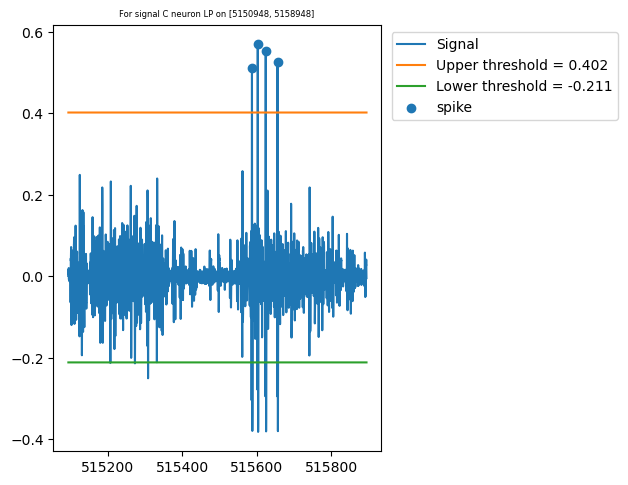 For signal C neuron LP on [5150948, 5158948]
Signal
Upper threshold = 0.402
Lower threshold = -0.211
spike
0.6
0.4
0.2
0.0
−0.2
−0.4
515200 515400 515600 515800